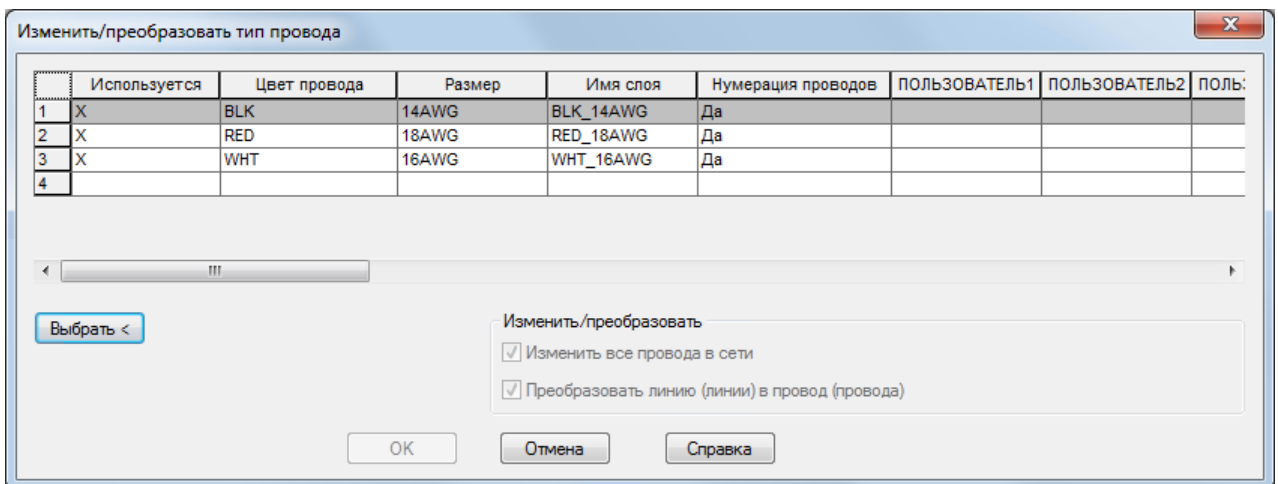 Изменить/преобразовать тип провода
Используется Цвет провода Размер Имя слоя Нумерация проводов ПОЛЬЗОВАТЕЛЬ1 ПОЛЬЗОВАТЕЛЬ2 ПОЛЬ
1 X BLK 14AWG BLK_14AWG Да
2 X RED 18AWG RED_18AWG Да
3 X WHT 16AWG WHT_16AWG Да
4
Выбрать <
Изменить/преобразовать
Изменить все провода в сети
Преобразовать линию (линии) в провод (провода)
OK Отмена Справка